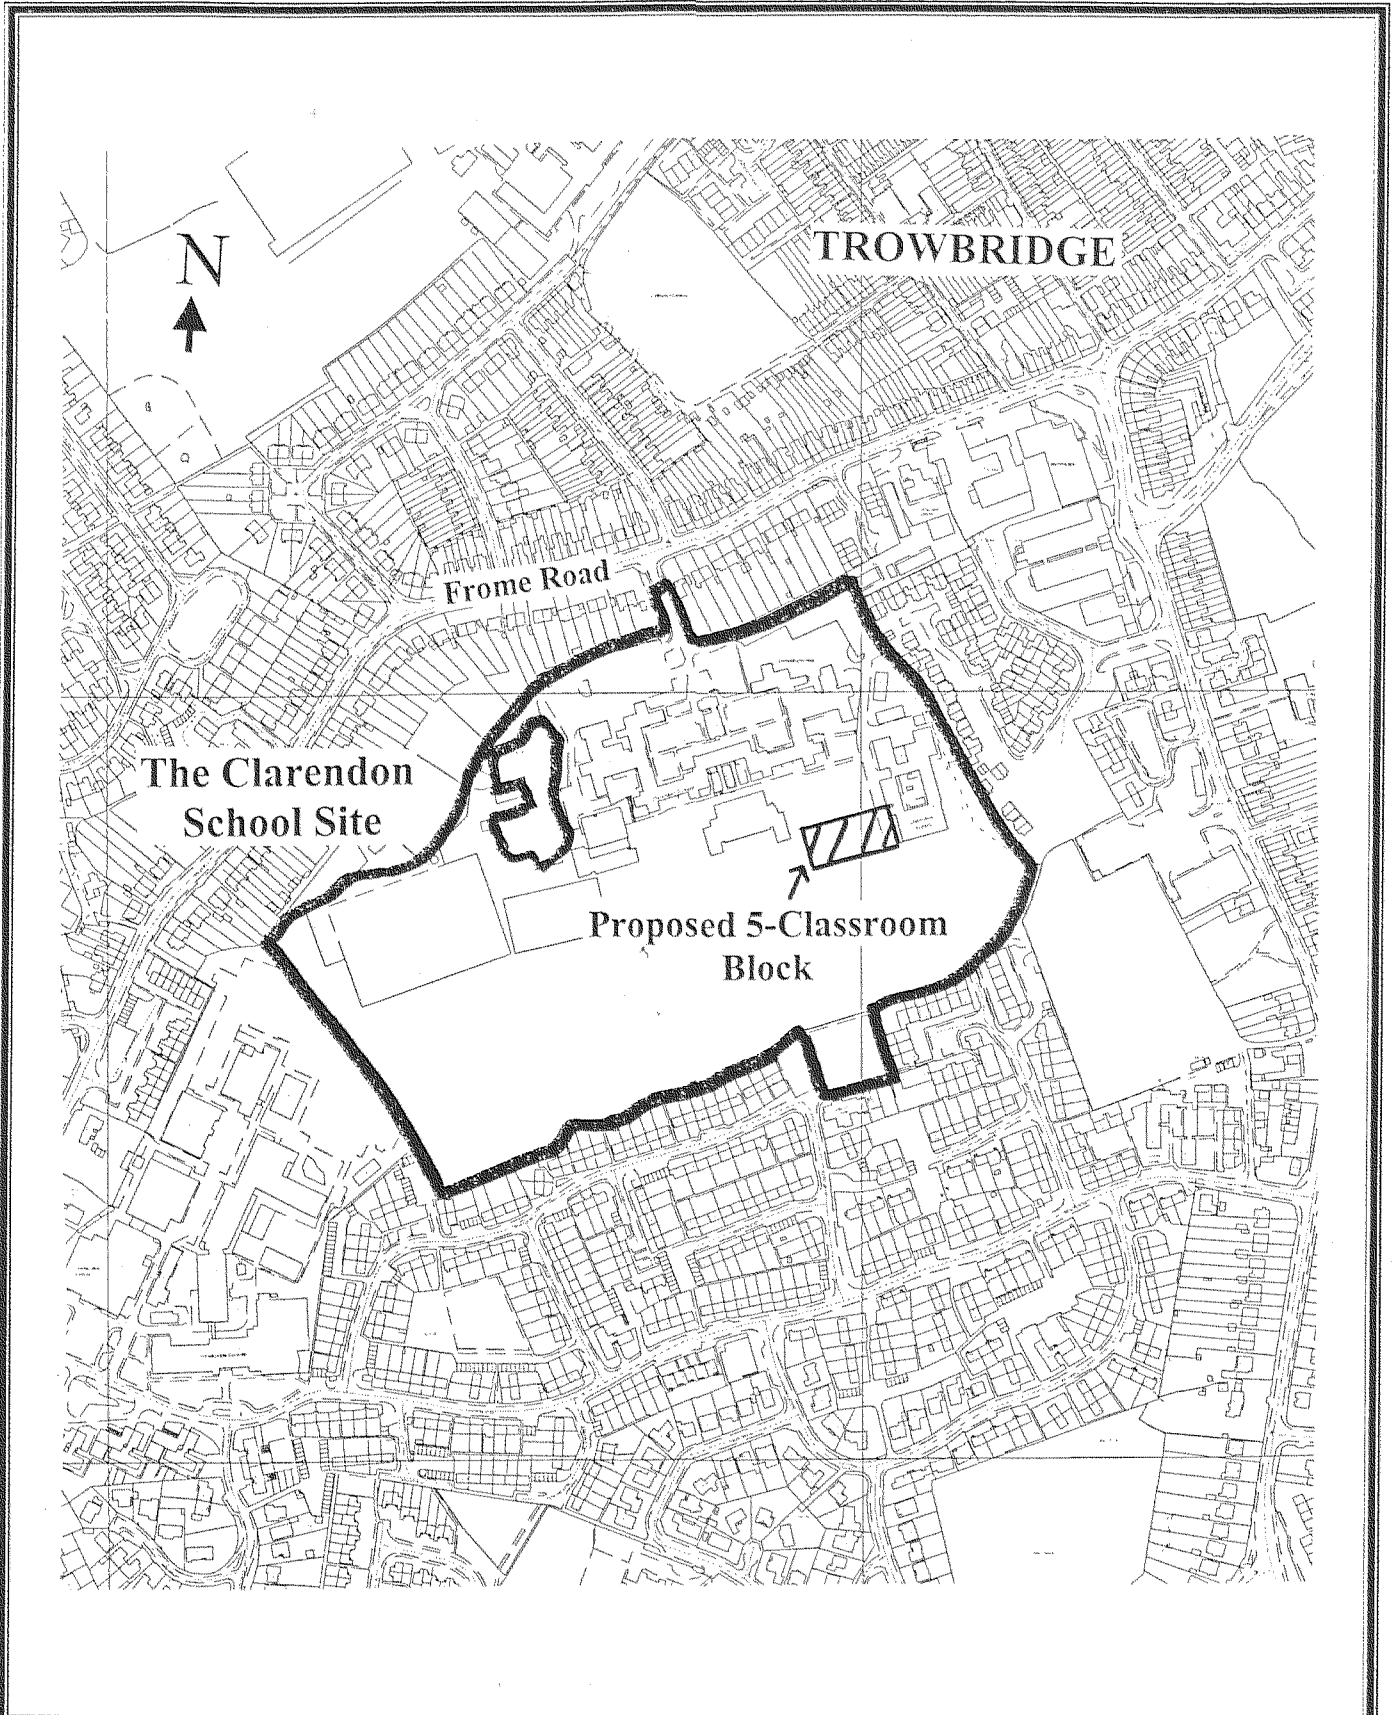 TROWBRIDGE
N
Frome Road
The Clarendon
School Site
Proposed 5-Classroom
Block